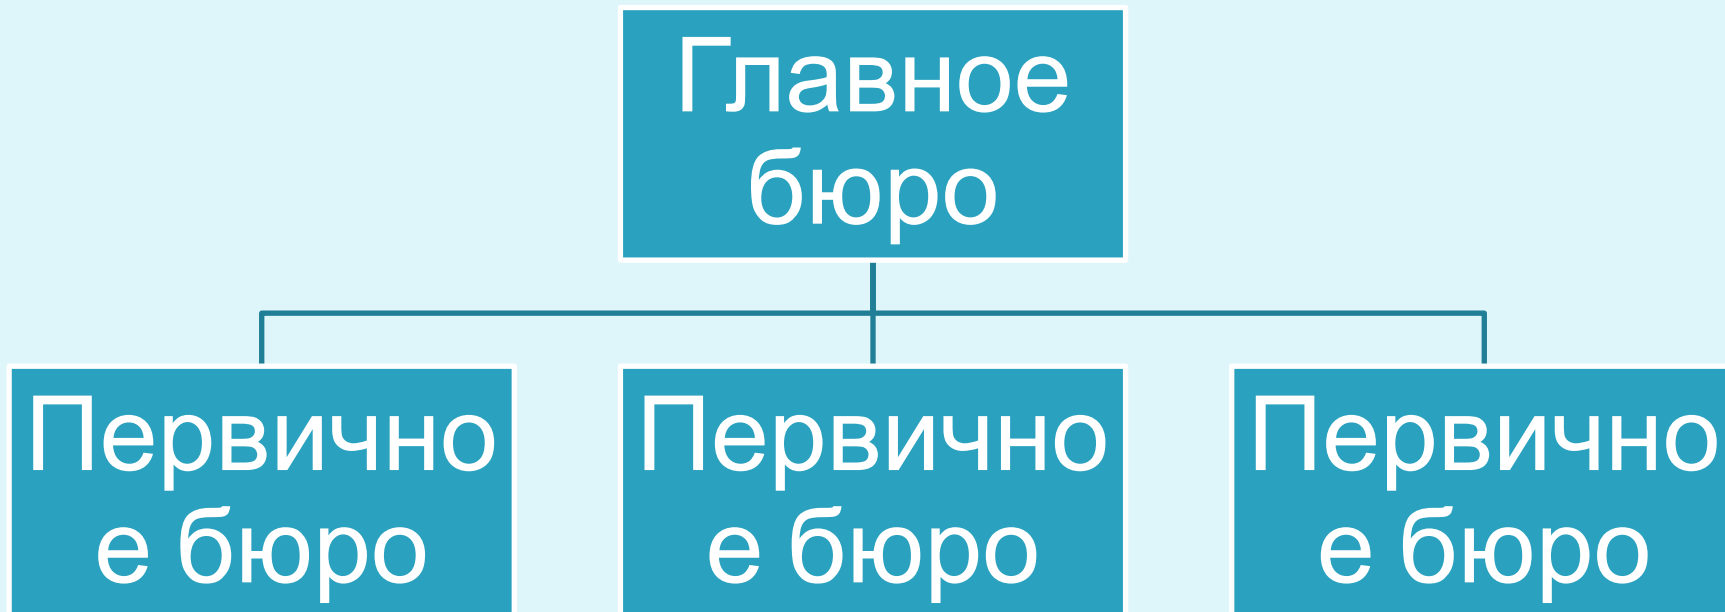 Главное
бюро
Первично
е бюро
Первично
е бюро
Первично
е бюро